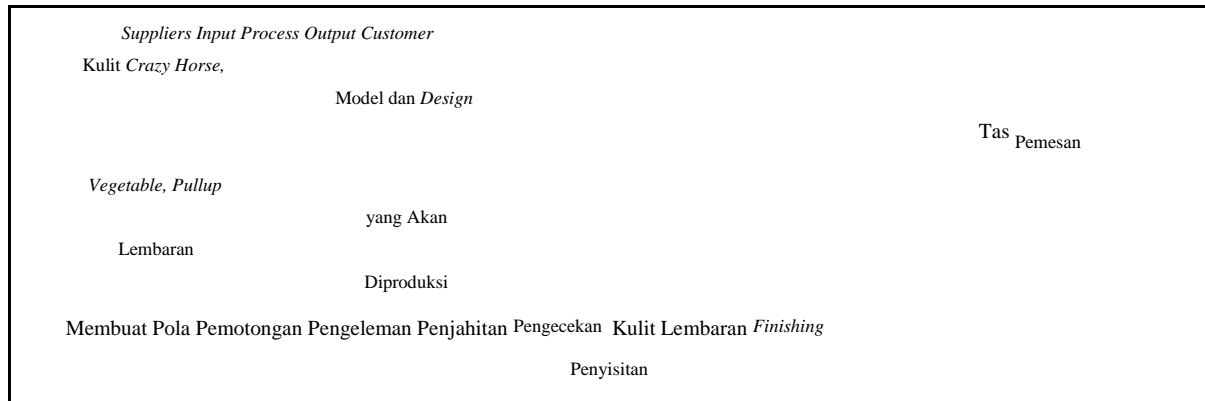 Suppliers Input Process Output Customer
Kulit Crazy Horse,
Model dan Design
Tas Pemesan
Vegetable, Pullup
yang Akan
Lembaran
Diproduksi
Membuat Pola Pemotongan Pengeleman Penjahitan Pengecekan Kulit Lembaran Finishing
Penyisitan